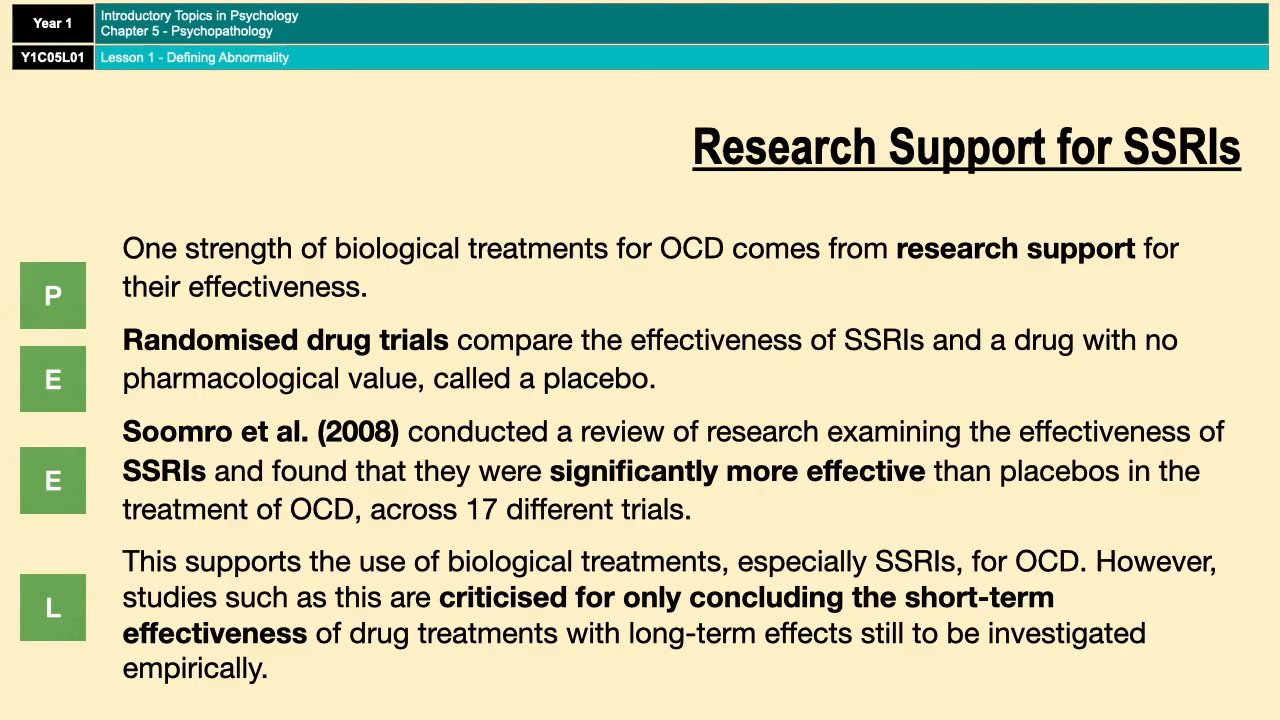 Year 1
Introductory Topics in Psychology
Chapter 5 - Psychopathology
Y1C05L01
Lesson 1 - Defining Abnormality
Research Support for SSRIs
P
One strength of biological treatments for OCD comes from research support for
their effectiveness.
E
Randomised drug trials compare the effectiveness of SSRIs and a drug with no
pharmacological value, called a placebo.
E
Soomro et al. (2008) conducted a review of research examining the effectiveness of
SSRIs and found that they were significantly more effective than placebos in the
treatment of OCD, across 17 different trials.
L
This supports the use of biological treatments, especially SSRIs, for OCD. However,
studies such as this are criticised for only concluding the short-term
effectiveness of drug treatments with long-term effects still to be investigated
empirically.